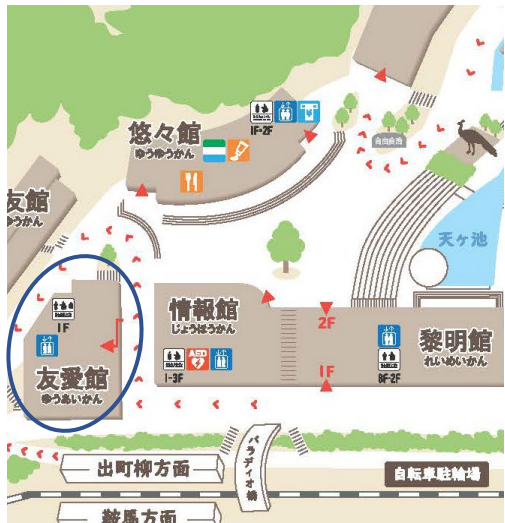 悠々館
ゆうゆうかん
1F・2F
友館
ゆうかん
天ヶ池
1F
友愛館
ゆうあいかん
情報館
じょうほうかん
AED
1-3F
2F
1F
黎明館
れいめいかん
BF-2F
パラディオ橋
出町柳方面
自転車駐輪場
鞍馬方面